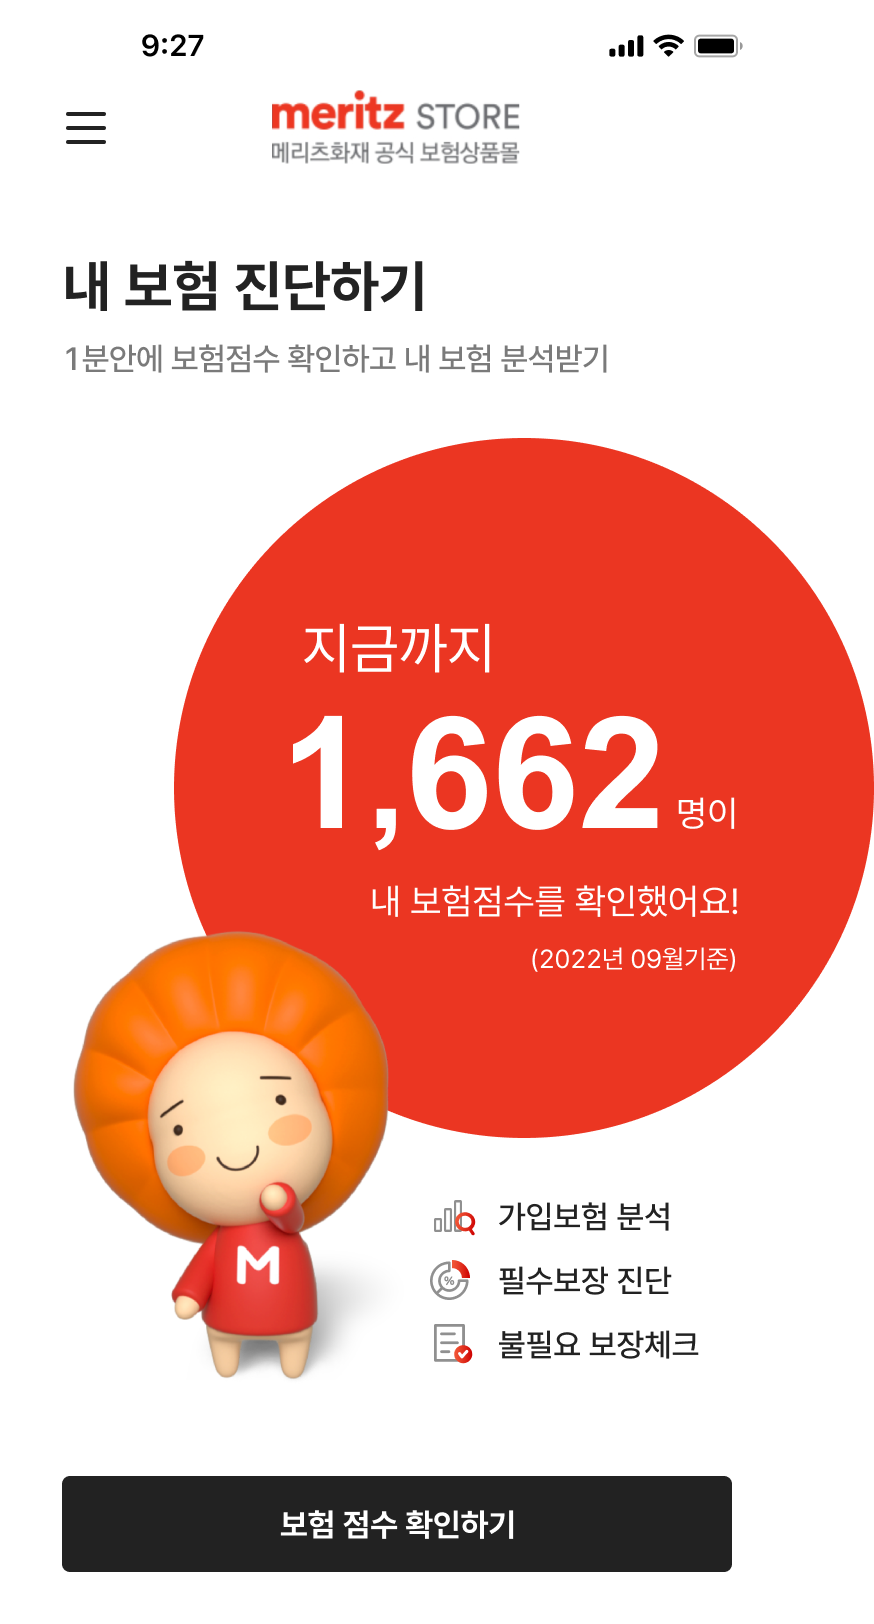 9:27
meritz STORE
메리츠화재 공식 보험상품몰
내 보험 진단하기
1분안에 보험점수 확인하고 내 보험 분석받기
지금까지
1,662 명이
내 보험점수를 확인했어요!
(2022년 09월기준)
M
가입보험 분석
%
필수보장 진단
불필요 보장체크
보험 점수 확인하기